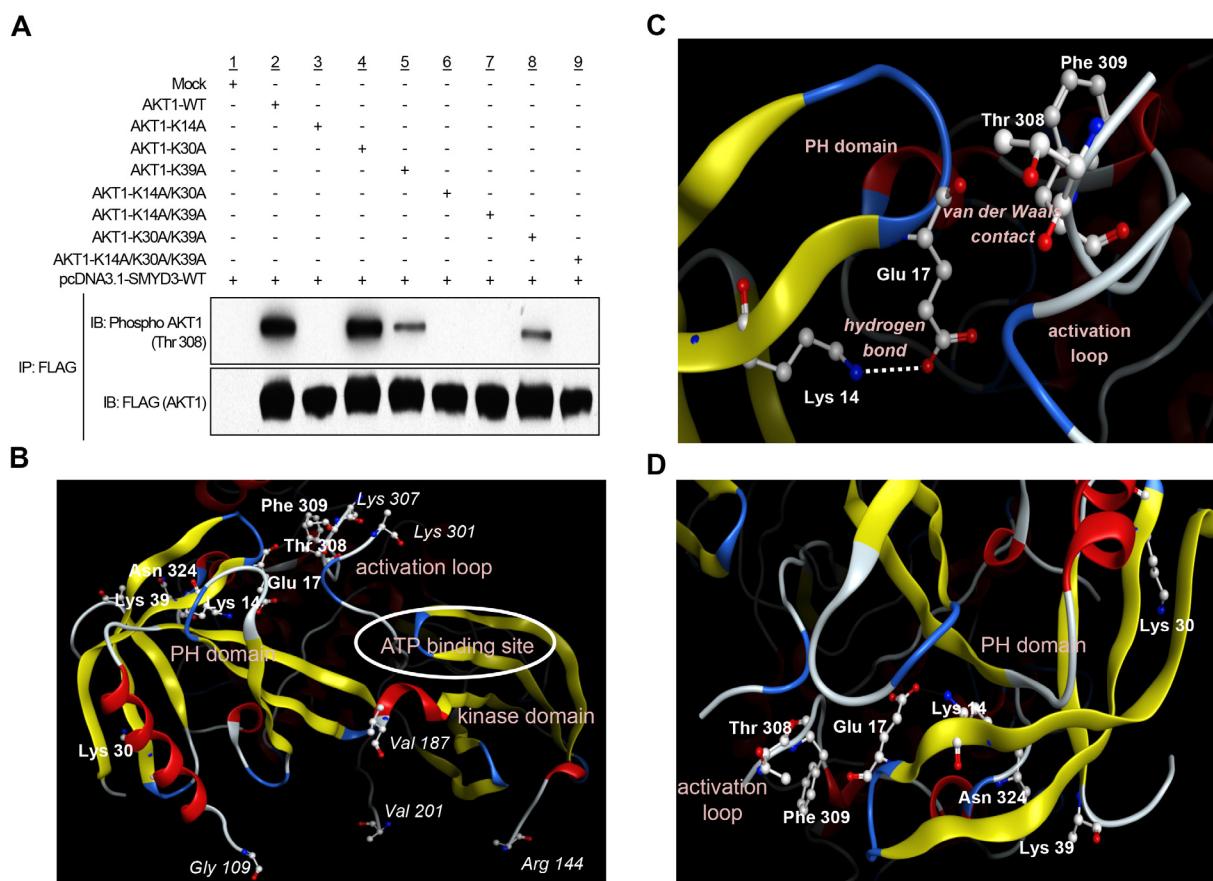 A
1 2 3 4 5 6 7 8 9
Mock + - - - - - - - -
AKT1-WT - + - - - - - - -
AKT1-K14A - - + - - - - - -
AKT1-K30A - - - + - - - - -
AKT1-K39A - - - - + - - - -
AKT1-K14A/K30A - - - - - + - - -
AKT1-K14A/K39A - - - - - - + - -
AKT1-K30A/K39A - - - - - - - + -
AKT1-K14A/K30A/K39A - - - - - - - - +
pcDNA3.1-SMYD3-WT + + + + + + + + +
IP: FLAG
IB: Phospho AKT1
(Thr 308)
IB: FLAG (AKT1)
B
Lys 307
Phe 309
Lys 301
Thr 308
activation loop
Asn 324
Glu 17
Lys 39
Lys 14
PH domain
ATP binding site
kinase domain
Lys 30
Val 187
Val 201
Gly 109
Arg 144
C
Phe 309
Thr 308
PH domain
van der Waals
contact
Glu 17
hydrogen
bond
activation
loop
Lys 14
D
Lys 30
PH domain
Thr 308
Glu 17
Lys 14
activation
loop
Phe 309
Asn 324
Lys 39